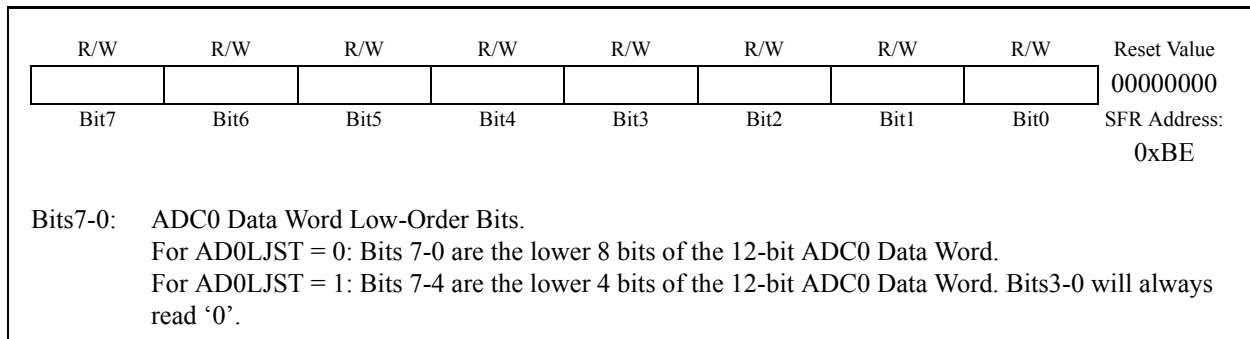 R/W R/W R/W R/W R/W R/W R/W R/W Reset Value
00000000
Bit7 Bit6 Bit5 Bit4 Bit3 Bit2 Bit1 Bit0 SFR Address:
0xBE
Bits7-0: ADC0 Data Word Low-Order Bits.
For AD0LJST = 0: Bits 7-0 are the lower 8 bits of the 12-bit ADC0 Data Word.
For AD0LJST = 1: Bits 7-4 are the lower 4 bits of the 12-bit ADC0 Data Word. Bits3-0 will always
read ‘0’.